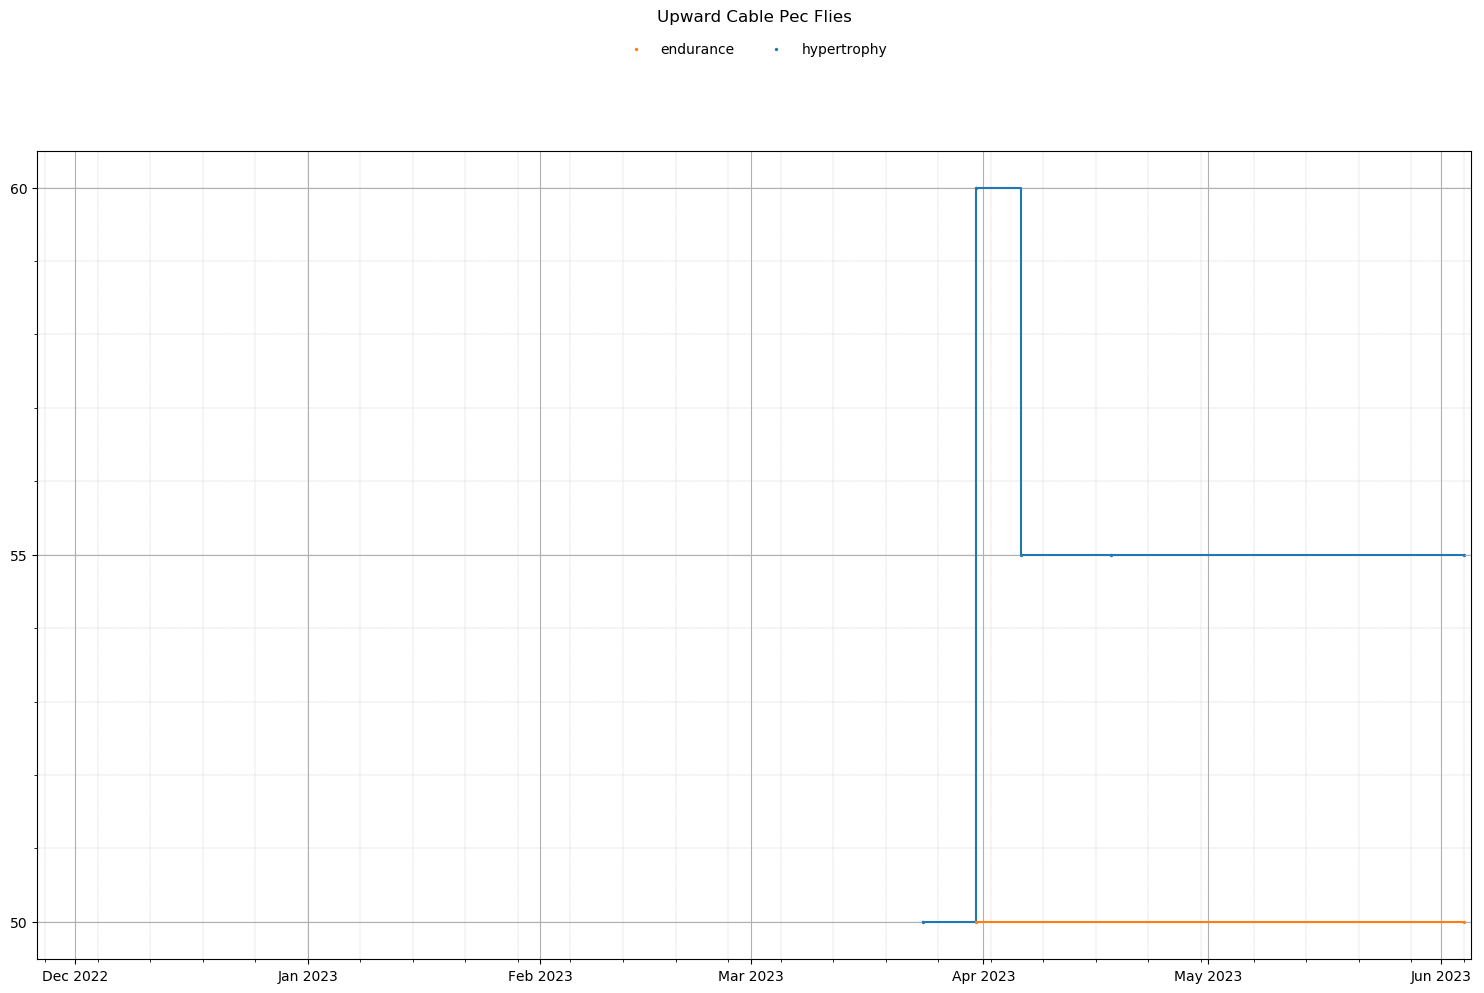 Upward Cable Pec Flies
endurance hypertrophy
60
55
50
Dec 2022 Jan 2023 Feb 2023 Mar 2023 Apr 2023 May 2023 Jun 2023